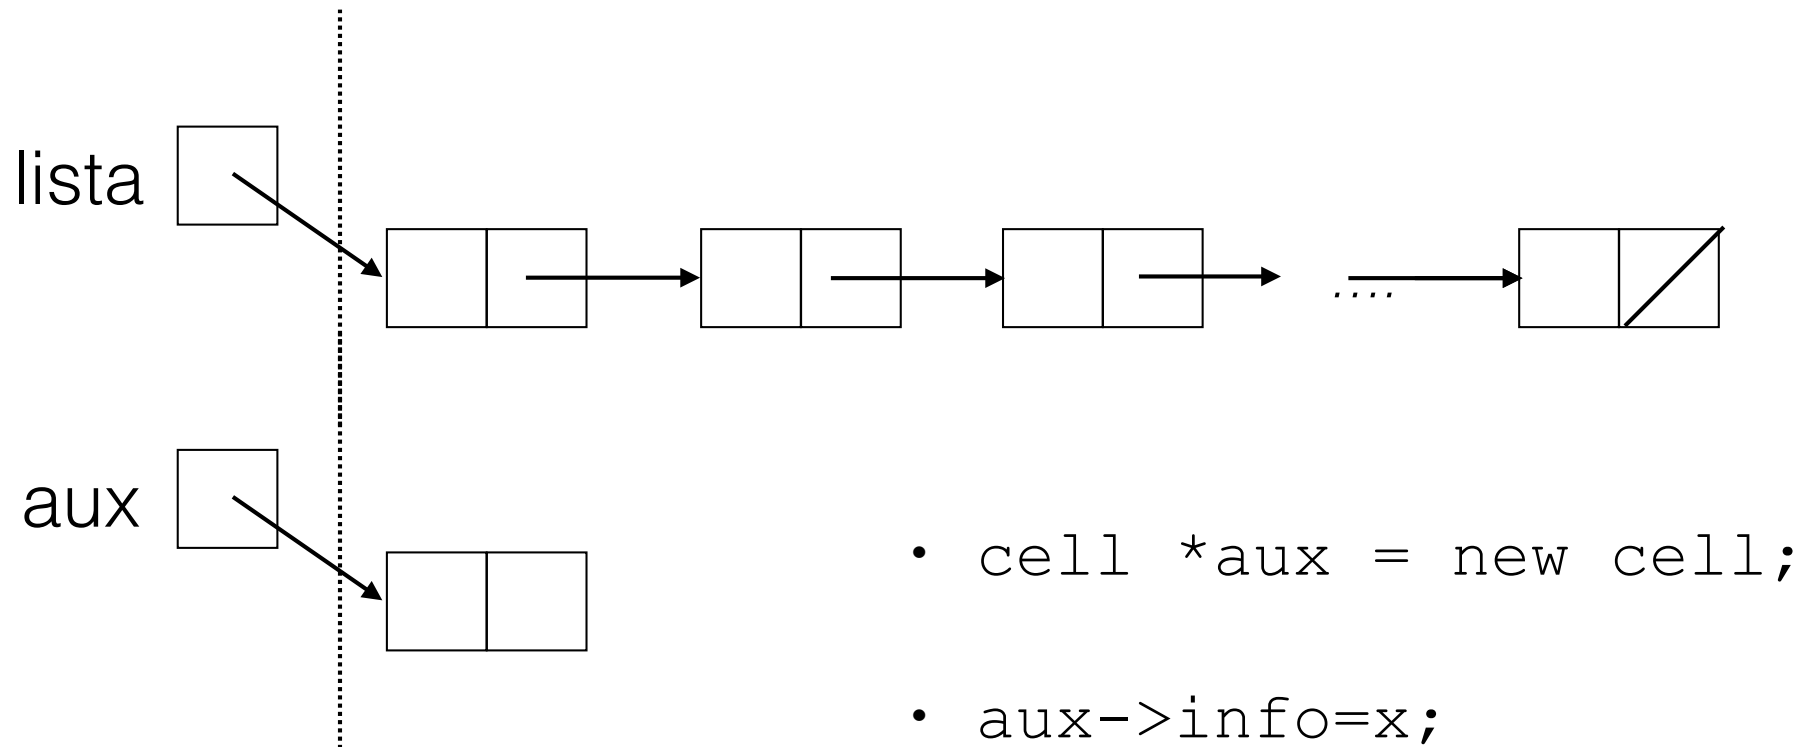 lista
....
aux
• cell *aux = new cell;
• aux->info=x;